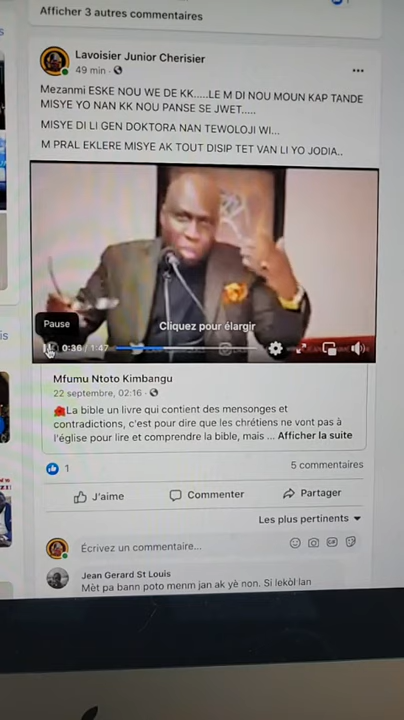 Afficher 3 autres commentaires
Lavoisier Junior Cherisier
49 min ·
Mezanmi ESKE NOU WE DE KK.....LE M DI NOU MOUN KAP TANDE
MISYE YO NAN KK NOU PANSE SE JWET.....
MISYE DI LI GEN DOKTORA NAN TEWOLOJI WI...
M PRAL EKLERE MISYE AK TOUT DISIP TET VAN LI YO JODIA..
Cliquez pour élargir
Pause
0:36 / 1:47
Mfumu Ntoto Kimbangu
22 septembre, 02:16 ·
La bible un livre qui contient des mensonges et
contradictions, c'est pour dire que les chrétiens ne vont pas à
l'église pour lire et comprendre la bible, mais ... Afficher la suite
1
5 commentaires
J'aime
Commenter
Partager
Les plus pertinents
Écrivez un commentaire...
Jean Gerard St Louis
Mèt pa bann poto menm jan ak yè non. Si lekòl lan